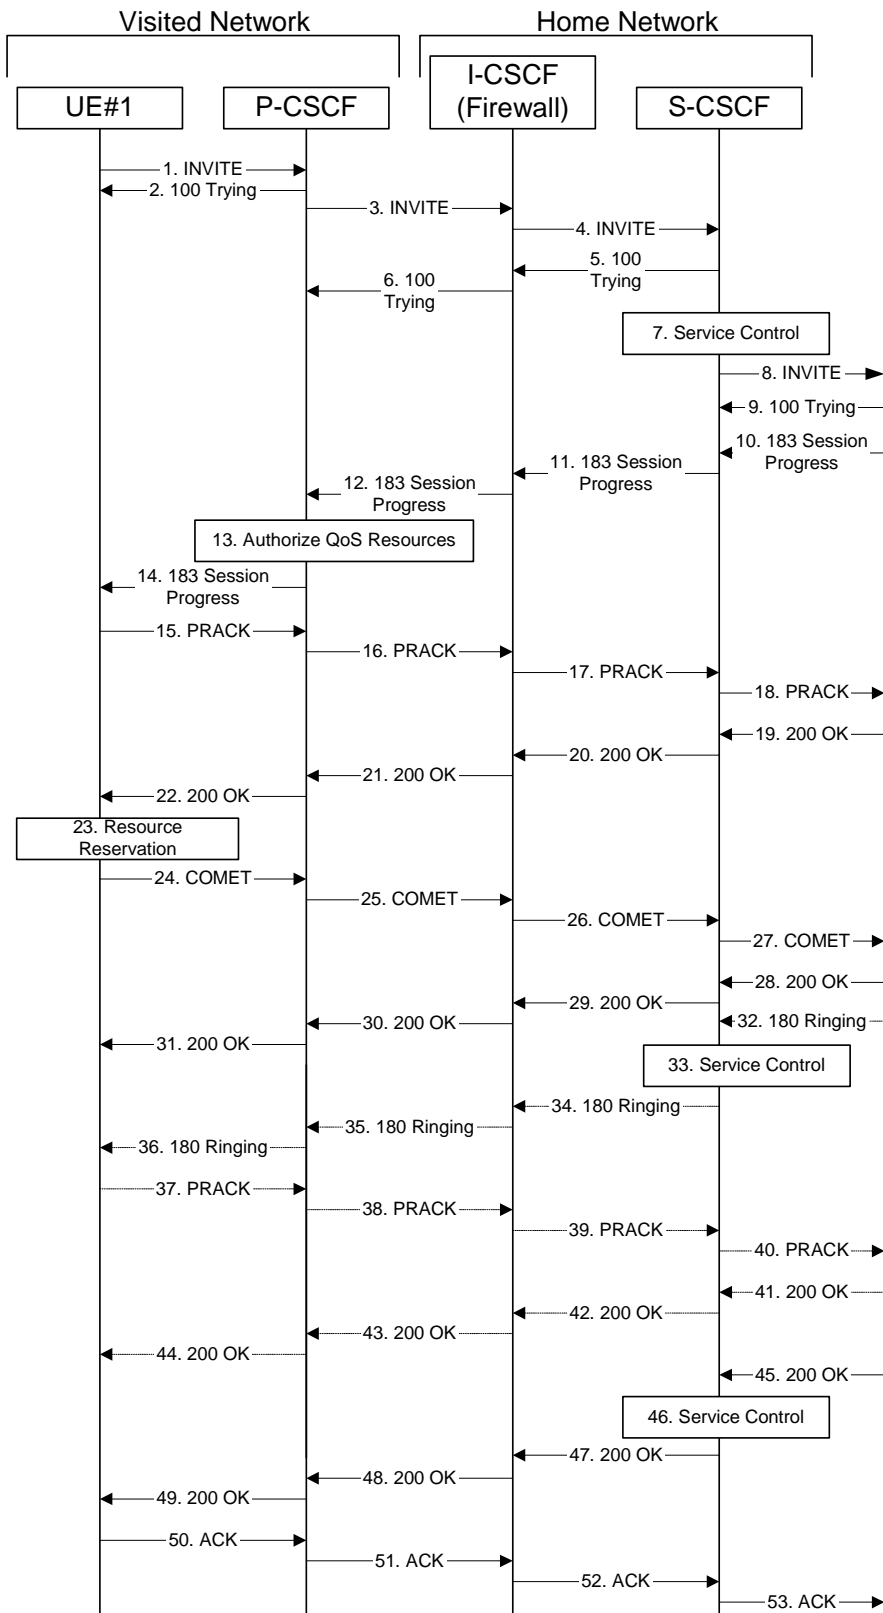 Visited Network
Home Network
UE#1
P-CSCF
I-CSCF
(Firewall)
S-CSCF
1. INVITE
2. 100 Trying
3. INVITE
4. INVITE
5. 100
Trying
6. 100
Trying
7. Service Control
8. INVITE
9. 100 Trying
10. 183 Session
Progress
11. 183 Session
Progress
12. 183 Session
Progress
13. Authorize QoS Resources
14. 183 Session
Progress
15. PRACK
16. PRACK
17. PRACK
18. PRACK
19. 200 OK
20. 200 OK
21. 200 OK
22. 200 OK
23. Resource
Reservation
24. COMET
25. COMET
26. COMET
27. COMET
28. 200 OK
29. 200 OK
30. 200 OK
32. 180 Ringing
31. 200 OK
33. Service Control
34. 180 Ringing
35. 180 Ringing
36. 180 Ringing
37. PRACK
38. PRACK
39. PRACK
40. PRACK
41. 200 OK
42. 200 OK
43. 200 OK
44. 200 OK
45. 200 OK
46. Service Control
47. 200 OK
48. 200 OK
49. 200 OK
50. ACK
51. ACK
52. ACK
53. ACK